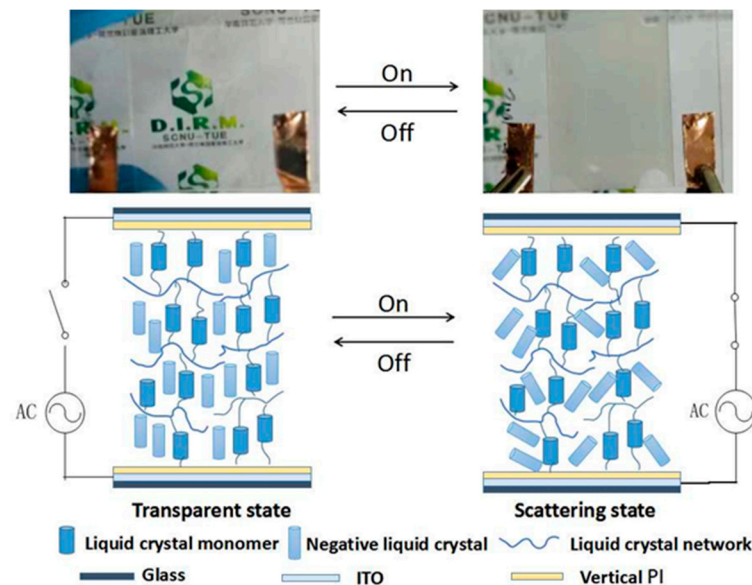 TUE
SCNU-TUE
D.I.R.M.
SCNU-TUE
On
Off
On
Off
AC
AC
Transparent state
Scattering state
Liquid crystal monomer
Negative liquid crystal
Liquid crystal network
Glass
ITO
Vertical PI